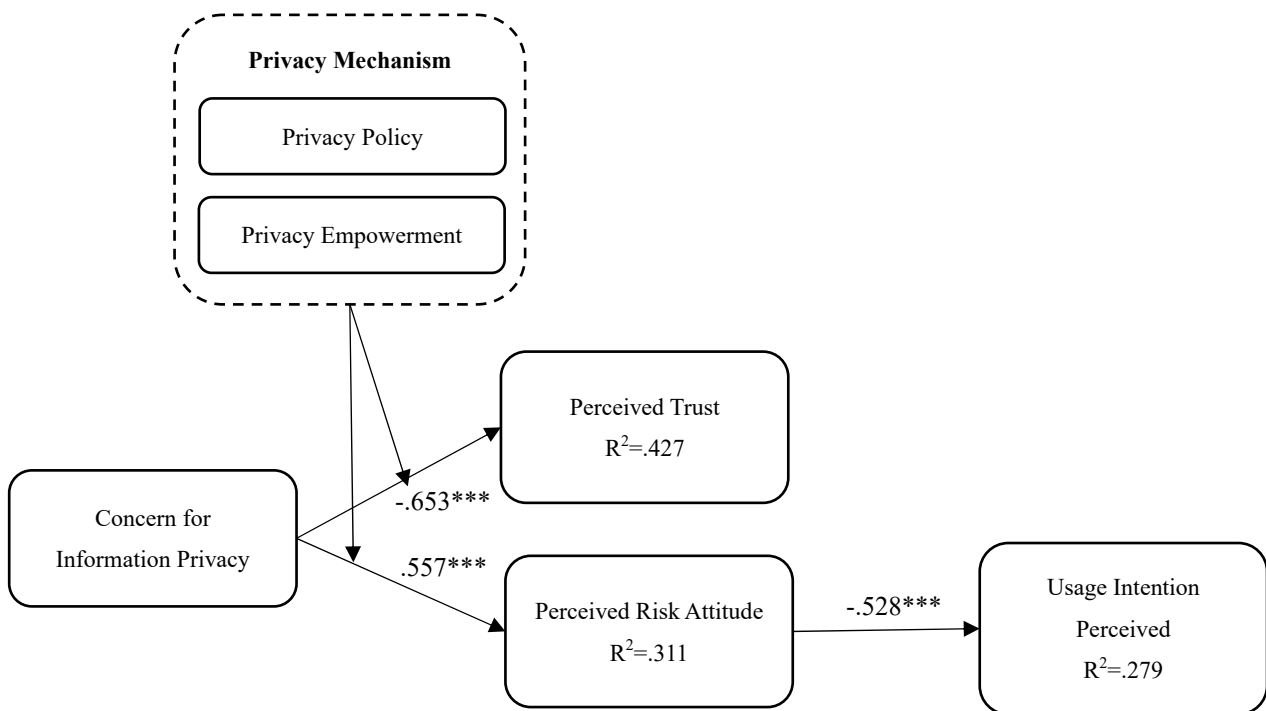 Privacy Mechanism
Privacy Policy
Privacy Empowerment
Perceived Trust
R²=.427
-.653***
Concern for
Information Privacy
.557***
Perceived Risk Attitude
R²=.311
-.528***
Usage Intention
Perceived
R²=.279